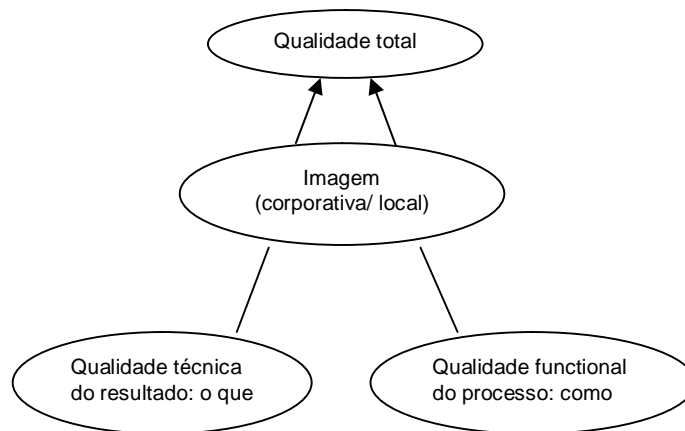 Qualidade total
Imagem
(corporativa/ local)
Qualidade técnica
do resultado: o que
Qualidade functional
do processo: como